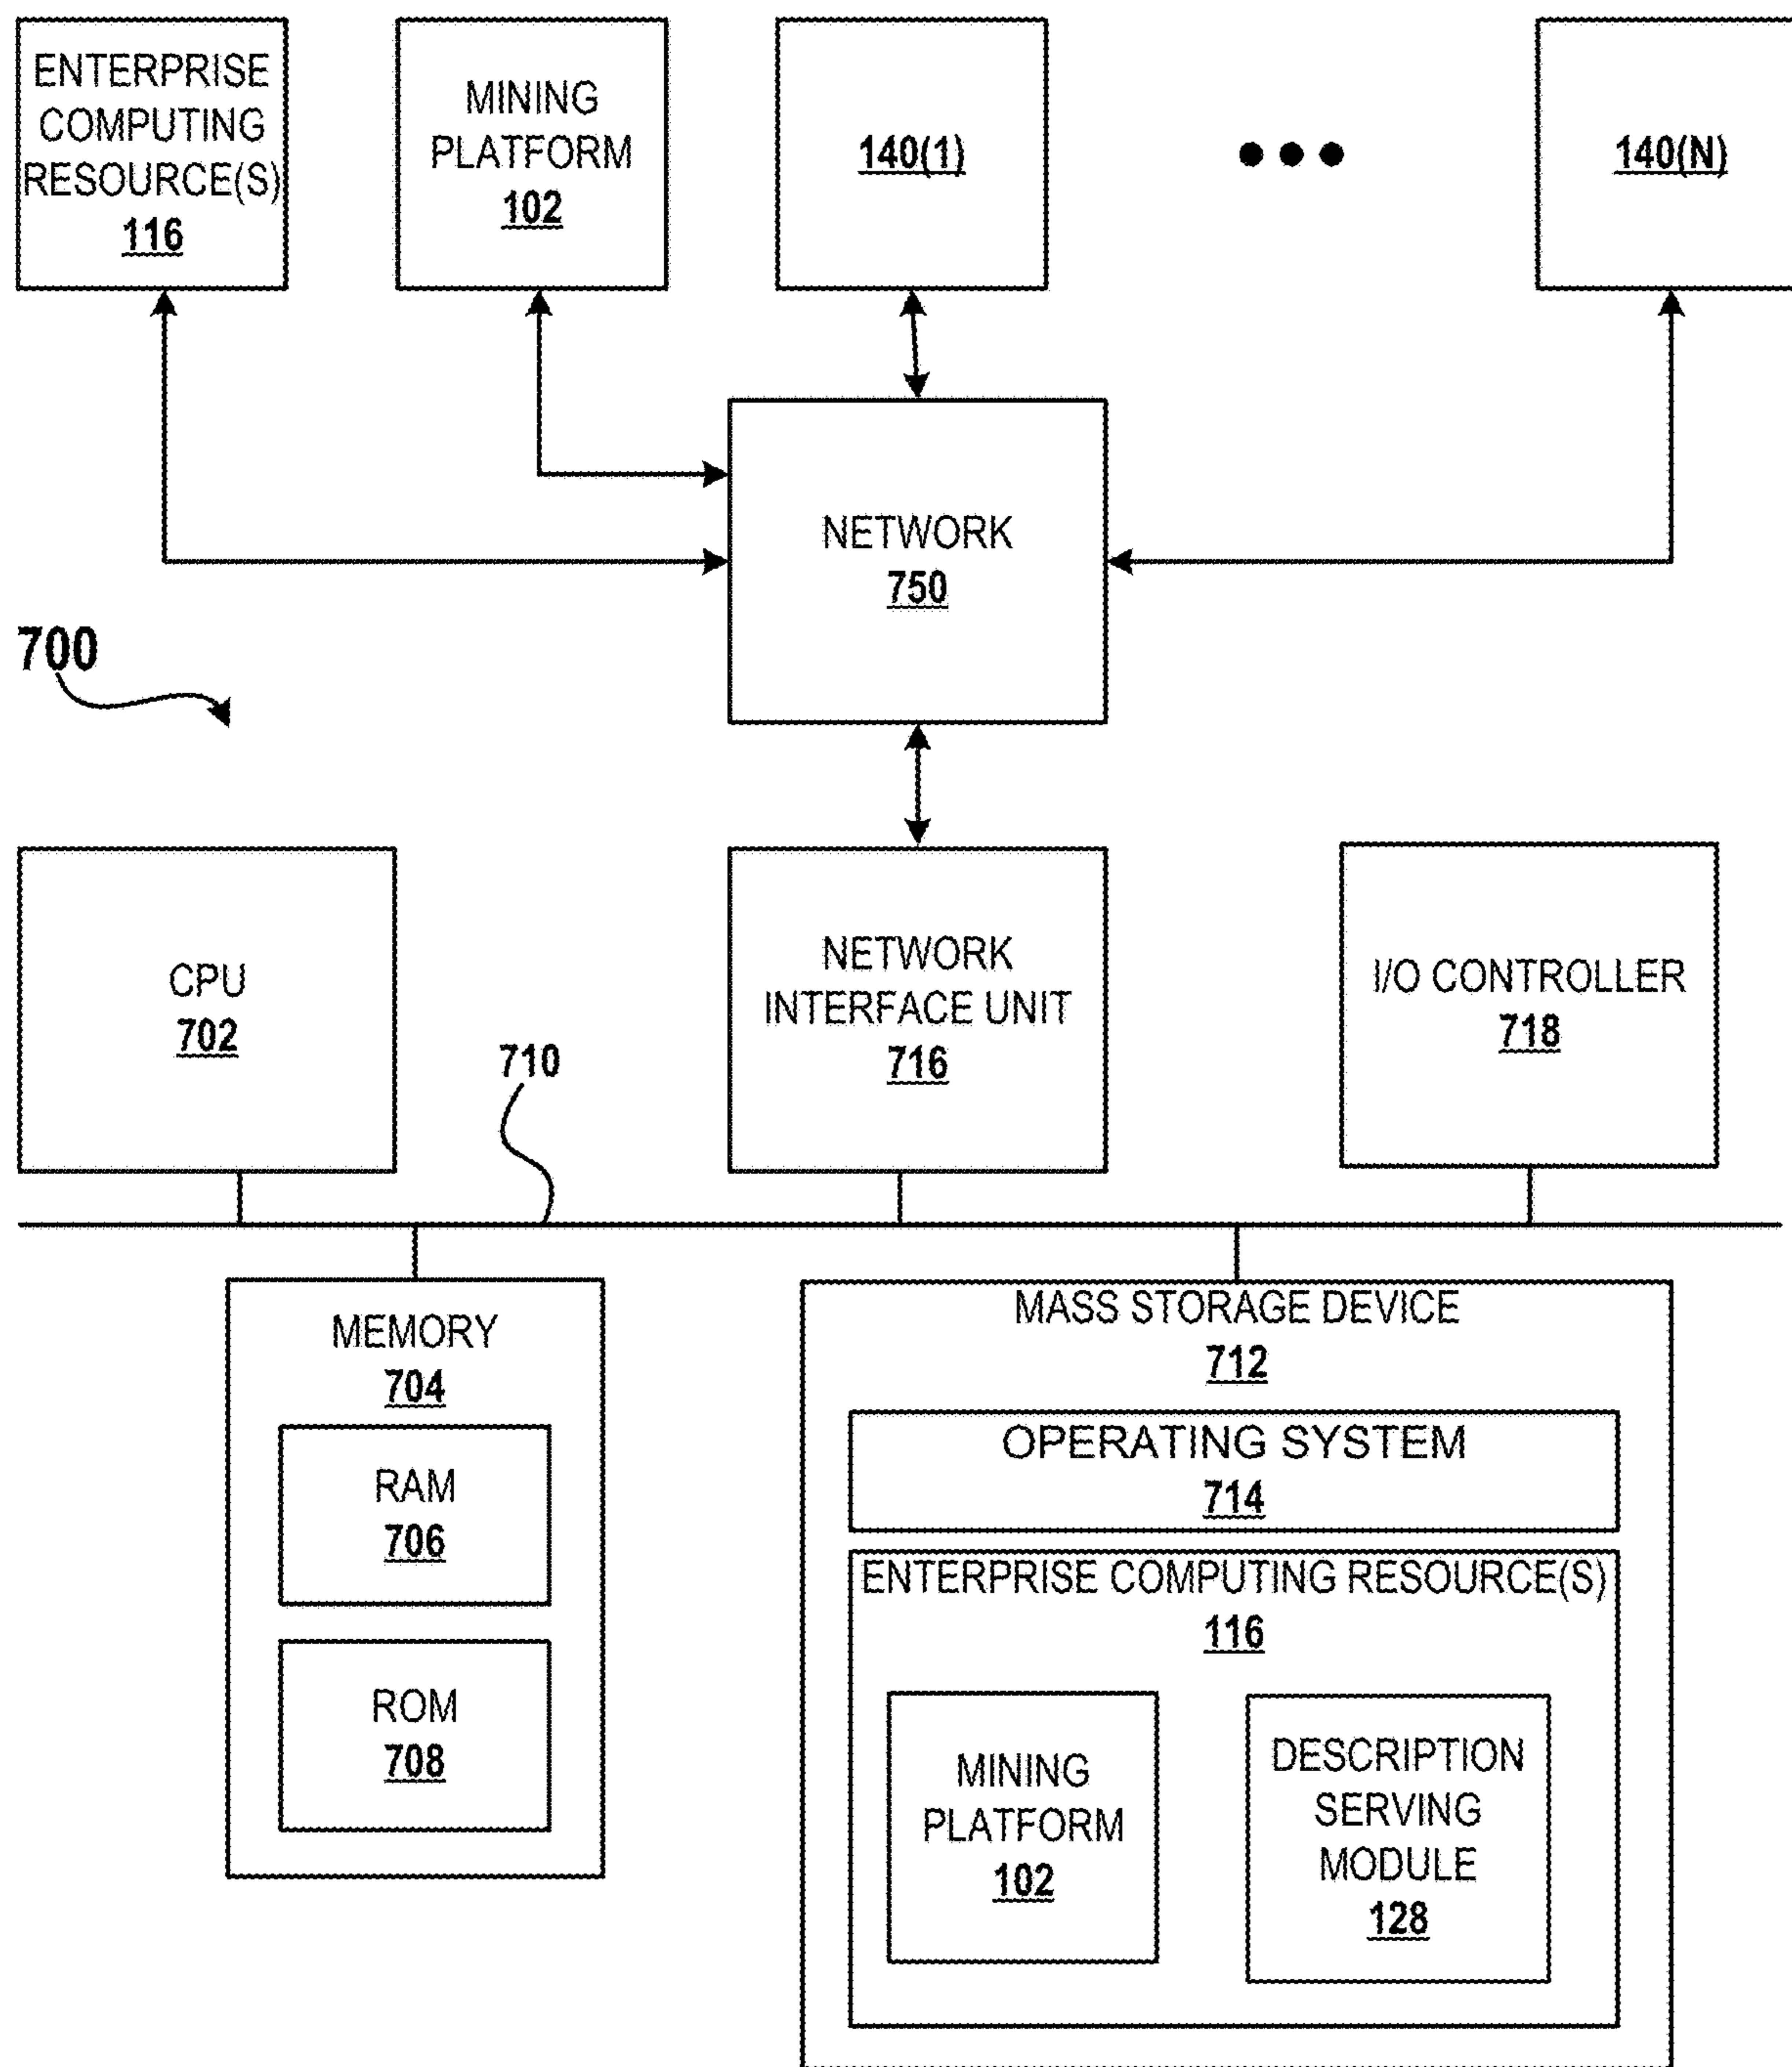 ENTERPRISE
COMPUTING
RESOURCE(S)
116
MINING
PLATFORM
102
140(1)
140(N)
NETWORK
750
700
CPU
702
NETWORK
INTERFACE UNIT
716
I/O CONTROLLER
718
710
MEMORY
704
RAM
706
ROM
708
MASS STORAGE DEVICE
712
OPERATING SYSTEM
714
ENTERPRISE COMPUTING RESOURCE(S)
116
MINING
PLATFORM
102
DESCRIPTION
SERVING
MODULE
128